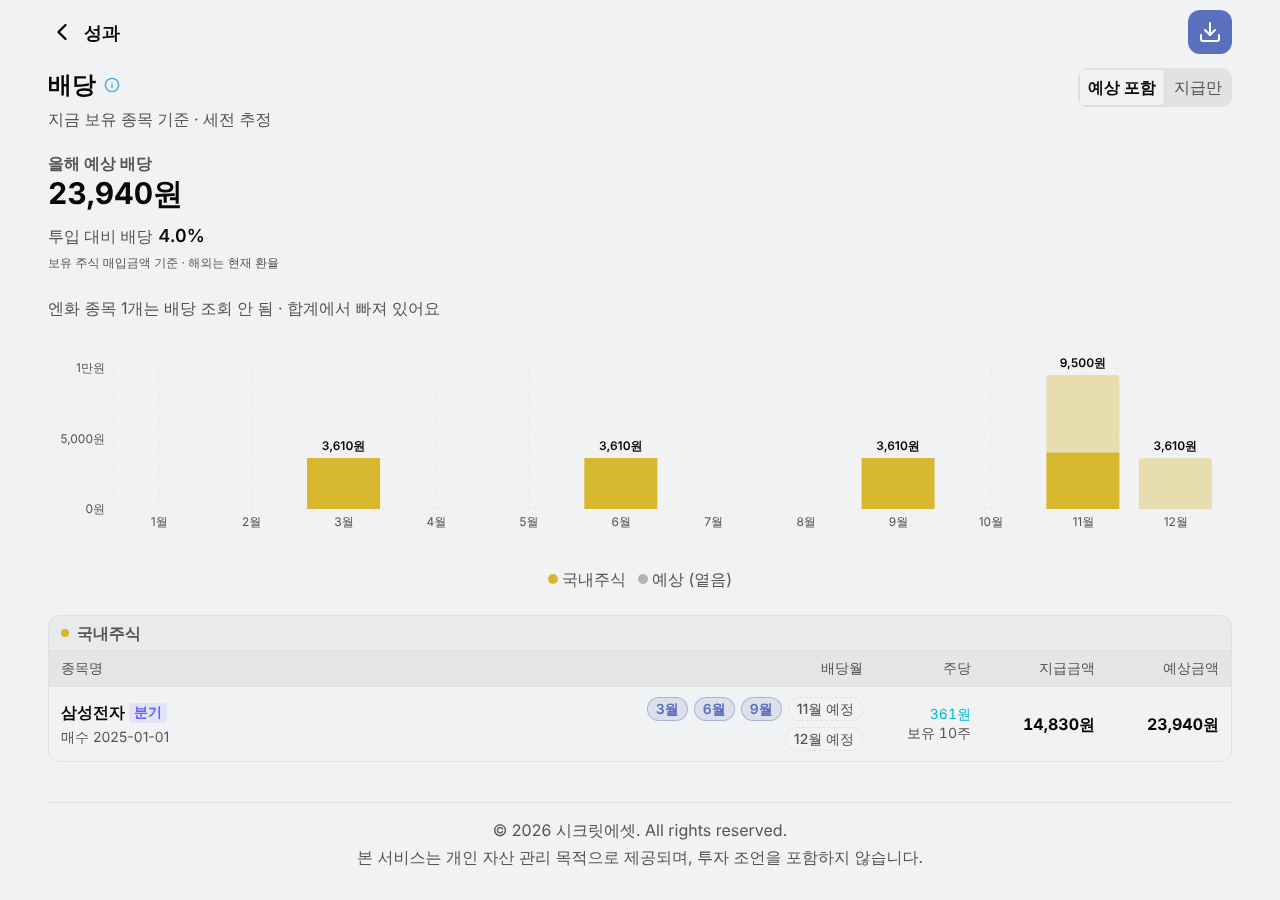 성과
배당
예상 포함 지급만
지금 보유 종목 기준 · 세전 추정
올해 예상 배당
23,940원
투입 대비 배당 4.0%
보유 주식 매입금액 기준 · 해외는 현재 환율
엔화 종목 1개는 배당 조회 안 됨 · 합계에서 빠져 있어요
1만원
5,000원
0원
3,610원
3,610원
3,610원
9,500원
3,610원
1월 2월 3월 4월 5월 6월 7월 8월 9월 10월 11월 12월
국내주식 예상 (옅음)
국내주식
종목명 배당월 주당 지급금액 예상금액
삼성전자 분기
매수 2025-01-01
3월 6월 9월 11월 예정
12월 예정
361원
보유 10주
14,830원
23,940원
© 2026 시크릿에셋. All rights reserved.
본 서비스는 개인 자산 관리 목적으로 제공되며, 투자 조언을 포함하지 않습니다.